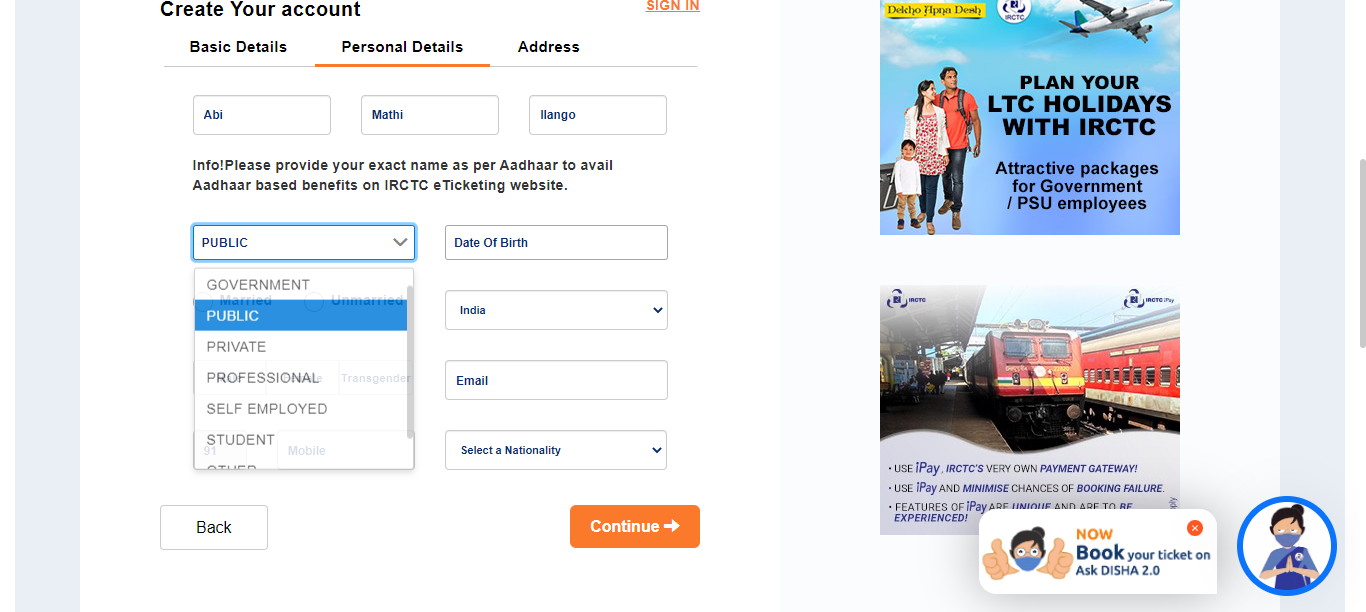 Create Your account
SIGN IN
Basic Details
Personal Details
Address
Abi
Mathi
Ilango
Info!Please provide your exact name as per Aadhaar to avail
Aadhaar based benefits on IRCTC eTicketing website.
PUBLIC
Date Of Birth
GOVERNMENT
Married
Unmarried
PUBLIC
India
PRIVATE
PROFESSIONAL
Transgender
Email
SELF EMPLOYED
STUDENT
91
Mobile
Select a Nationality
OTHER
Back
Continue
Dekho Apna Desh
IRCTC
PLAN YOUR
LTC HOLIDAYS
WITH IRCTC
Attractive packages
for Government
/ PSU employees
IRCTC
IRCTC iPay
• USE iPay, IRCTC'S VERY OWN PAYMENT GATEWAY!
• USE iPay AND MINIMISE CHANCES OF BOOKING FAILURE.
• FEATURES OF iPay ARE UNIQUE AND ARE TO BE
EXPERIENCED!
NOW
Book your ticket on
Ask DISHA 2.0